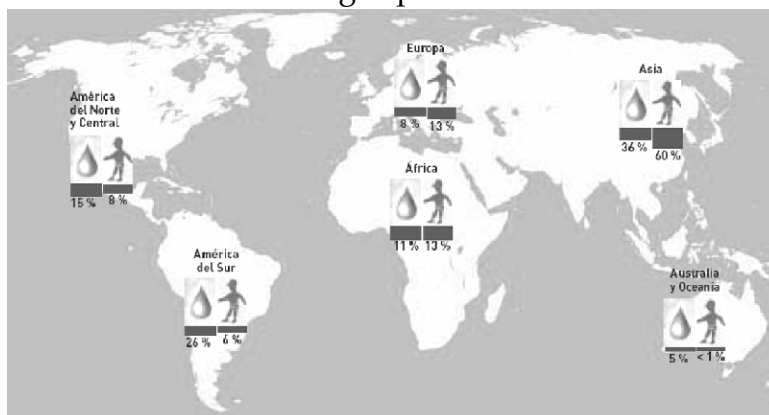 Europa
8 % 13 %
Asia
36 % 60 %
América
del Norte
y Central
15 % 8 %
África
11 % 13 %
América
del Sur
26 % 6 %
Australia
y Oceanía
5 % < 1 %